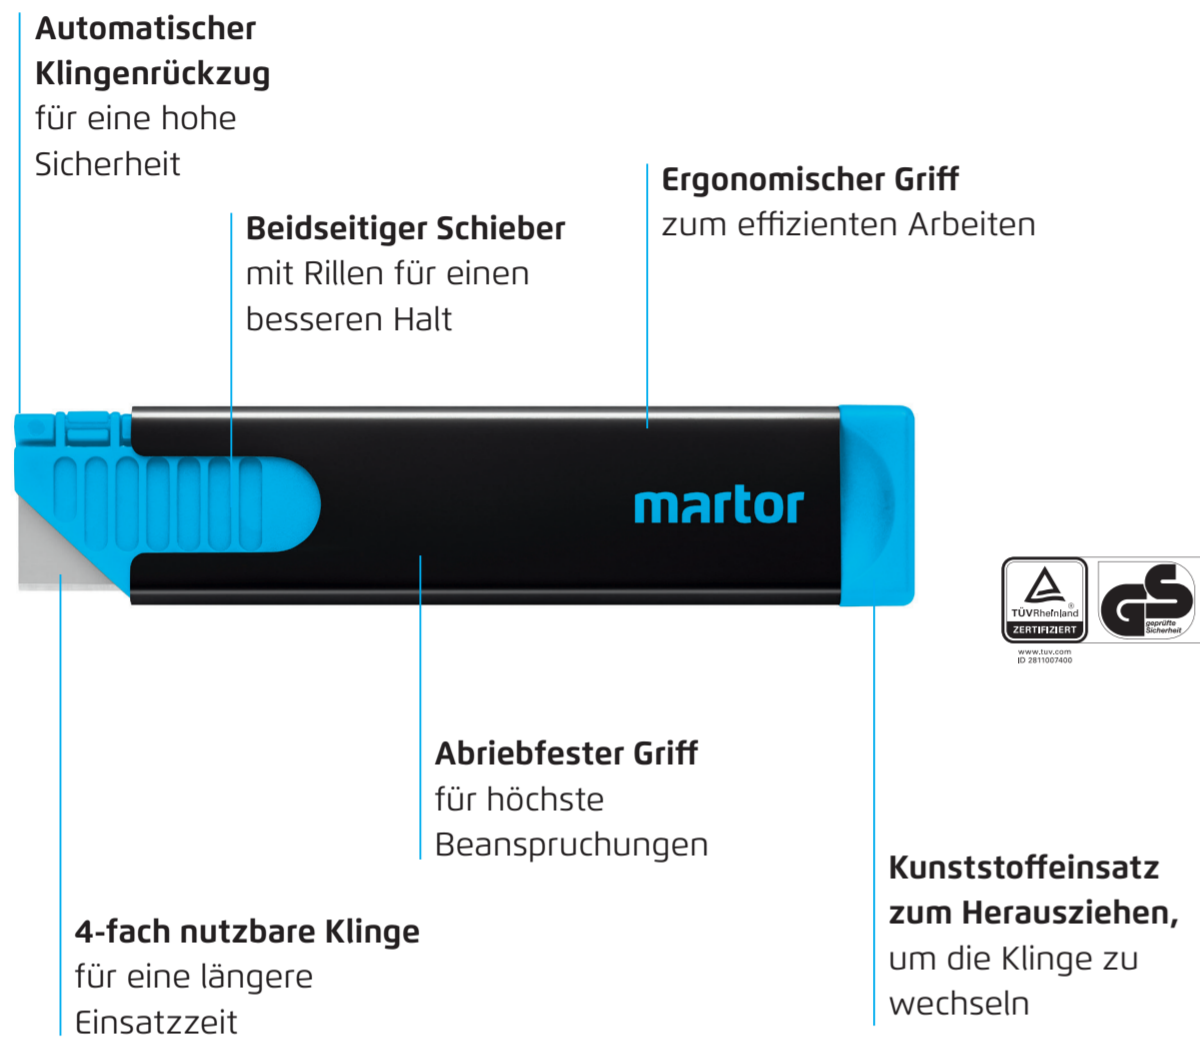 Automatischer
Klingenrückzug
für eine hohe
Sicherheit
Beidseitiger Schieber
mit Rillen für einen
besseren Halt
Ergonomischer Griff
zum effizienten Arbeiten
martor
TÜVRheinland
®
ZERTIFIZIERT
www.tuv.com
ID 2811007400
GS
geprüfte
Sicherheit
Abriebfester Griff
für höchste
Beanspruchungen
4-fach nutzbare Klinge
für eine längere
Einsatzzeit
Kunststoffeinsatz
zum Herausziehen,
um die Klinge zu
wechseln